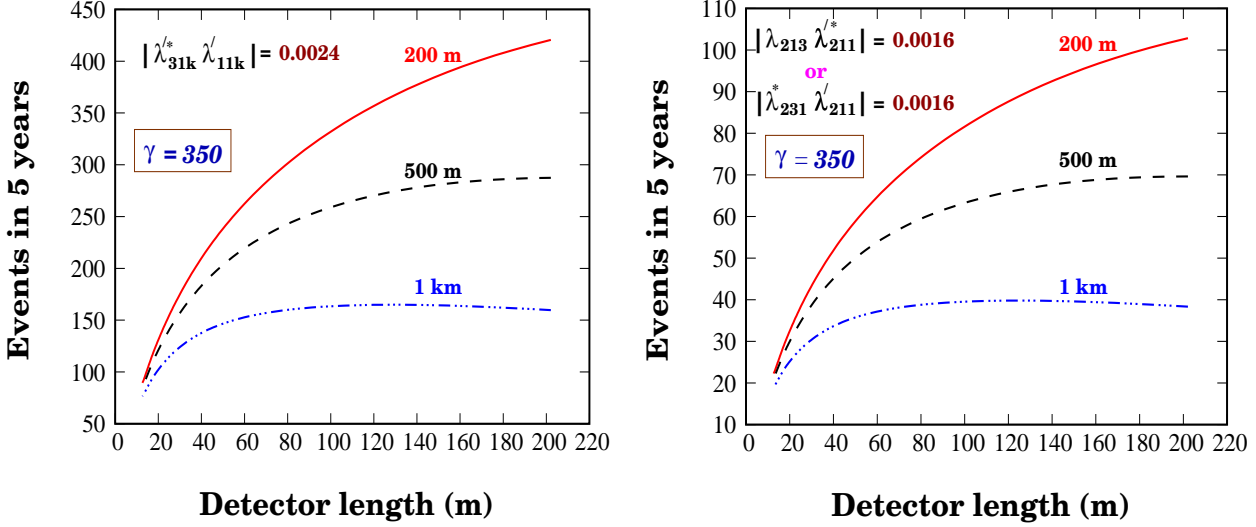 Events in 5 years
450
400
350
300
250
200
150
100
50
| λ′*31k λ′11k | = 0.0024
γ = 350
200 m
500 m
1 km
0 20 40 60 80 100 120 140 160 180 200 220
Detector length (m)
Events in 5 years
110
100
90
80
70
60
50
40
30
20
10
| λ213 λ′*211 | = 0.0016
or
| λ*231 λ′211 | = 0.0016
γ = 350
200 m
500 m
1 km
0 20 40 60 80 100 120 140 160 180 200 220
Detector length (m)